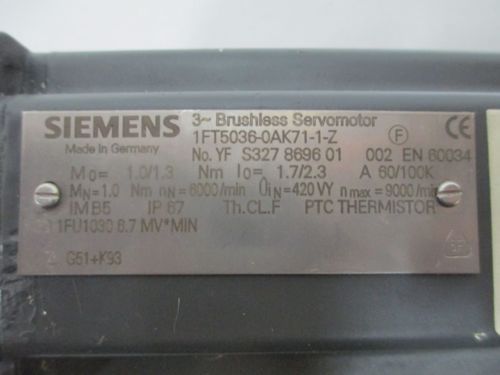 SIEMENS
Made in Germany
3~ Brushless Servomotor
1FT5036-0AK71-1-Z
F
CE
No. YF S327 8696 01 002 EN 60034
M0= 1.0/1.3 Nm I0= 1.7/2.3 A 60/100K
MN=1.0 Nm nN=6000/min UiN=420 VY nmax=9000/min
IM B5 IP 67 Th.CL.F PTC THERMISTOR
1FU1030 6.7 MV*MIN
Z G51+K93